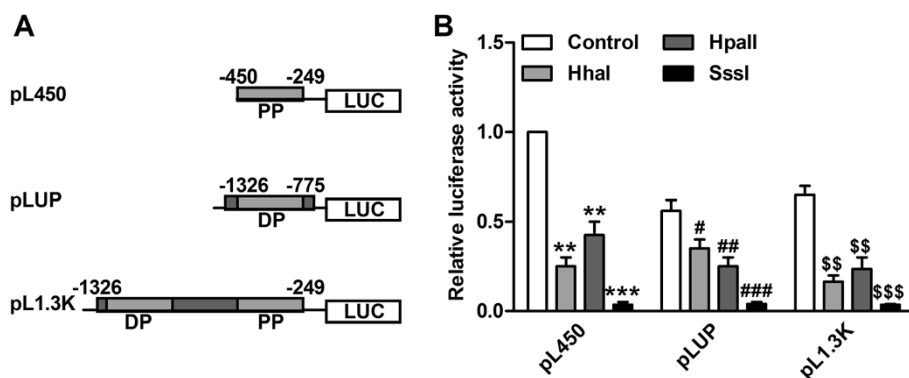 A
-450 -249
pL450
LUC
PP
-1326 -775
pLUP
LUC
DP
-1326 -249
pL1.3K
LUC
DP PP
B
Relative luciferase activity
1.5
1.0
0.5
0.0
Control HpaII
HhaI SssI
** ** ***
# ## ###
$$ $$ $$$
pL450
pLUP
pL1.3K